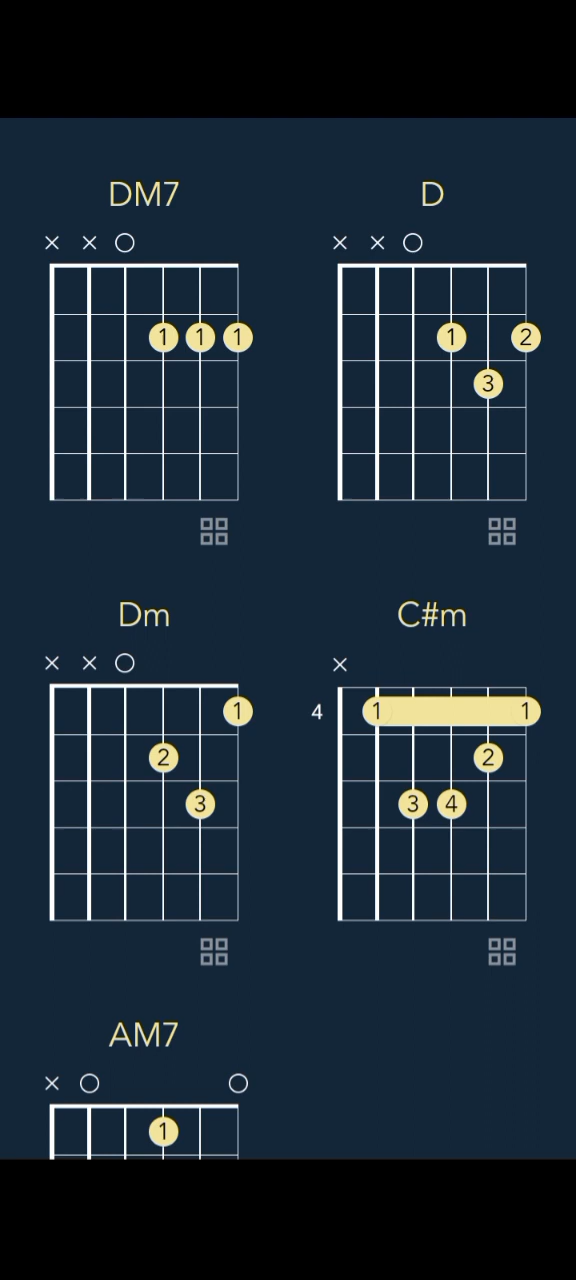 DM7 D
× × ○ × × ○
1 1 1 1 2
3
Dm C#m
× × ○ ×
1 4 1 1
2 2
3 3 4
AM7
× ○ ○
1